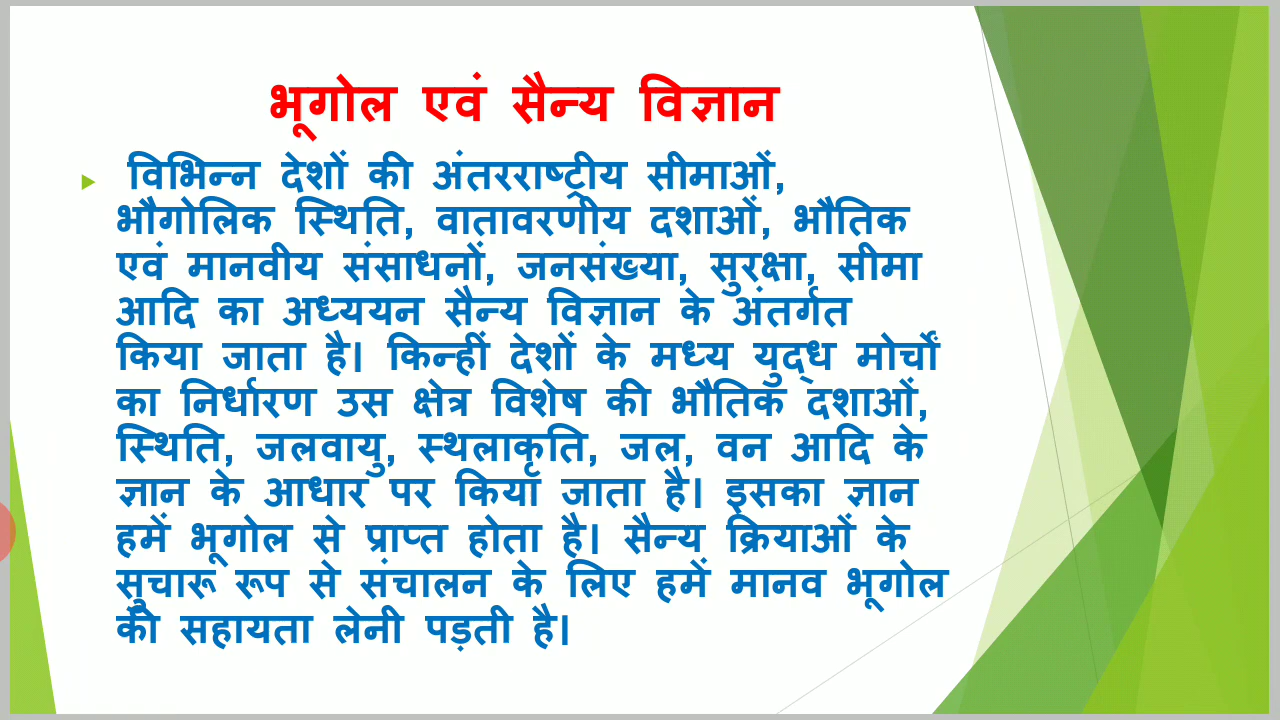 भूगोल एवं सैन्य विज्ञान
विभिन्न देशों की अंतरराष्ट्रीय सीमाओं,
भौगोलिक स्थिति, वातावरणीय दशाओं, भौतिक
एवं मानवीय संसाधनों, जनसंख्या, सुरक्षा, सीमा
आदि का अध्ययन सैन्य विज्ञान के अंतर्गत
किया जाता है। किन्हीं देशों के मध्य युद्ध मोर्चों
का निर्धारण उस क्षेत्र विशेष की भौतिक दशाओं,
स्थिति, जलवायु, स्थलाकृति, जल, वन आदि के
ज्ञान के आधार पर किया जाता है। इसका ज्ञान
हमें भूगोल से प्राप्त होता है। सैन्य क्रियाओं के
सुचारू रूप से संचालन के लिए हमें मानव भूगोल
की सहायता लेनी पड़ती है।